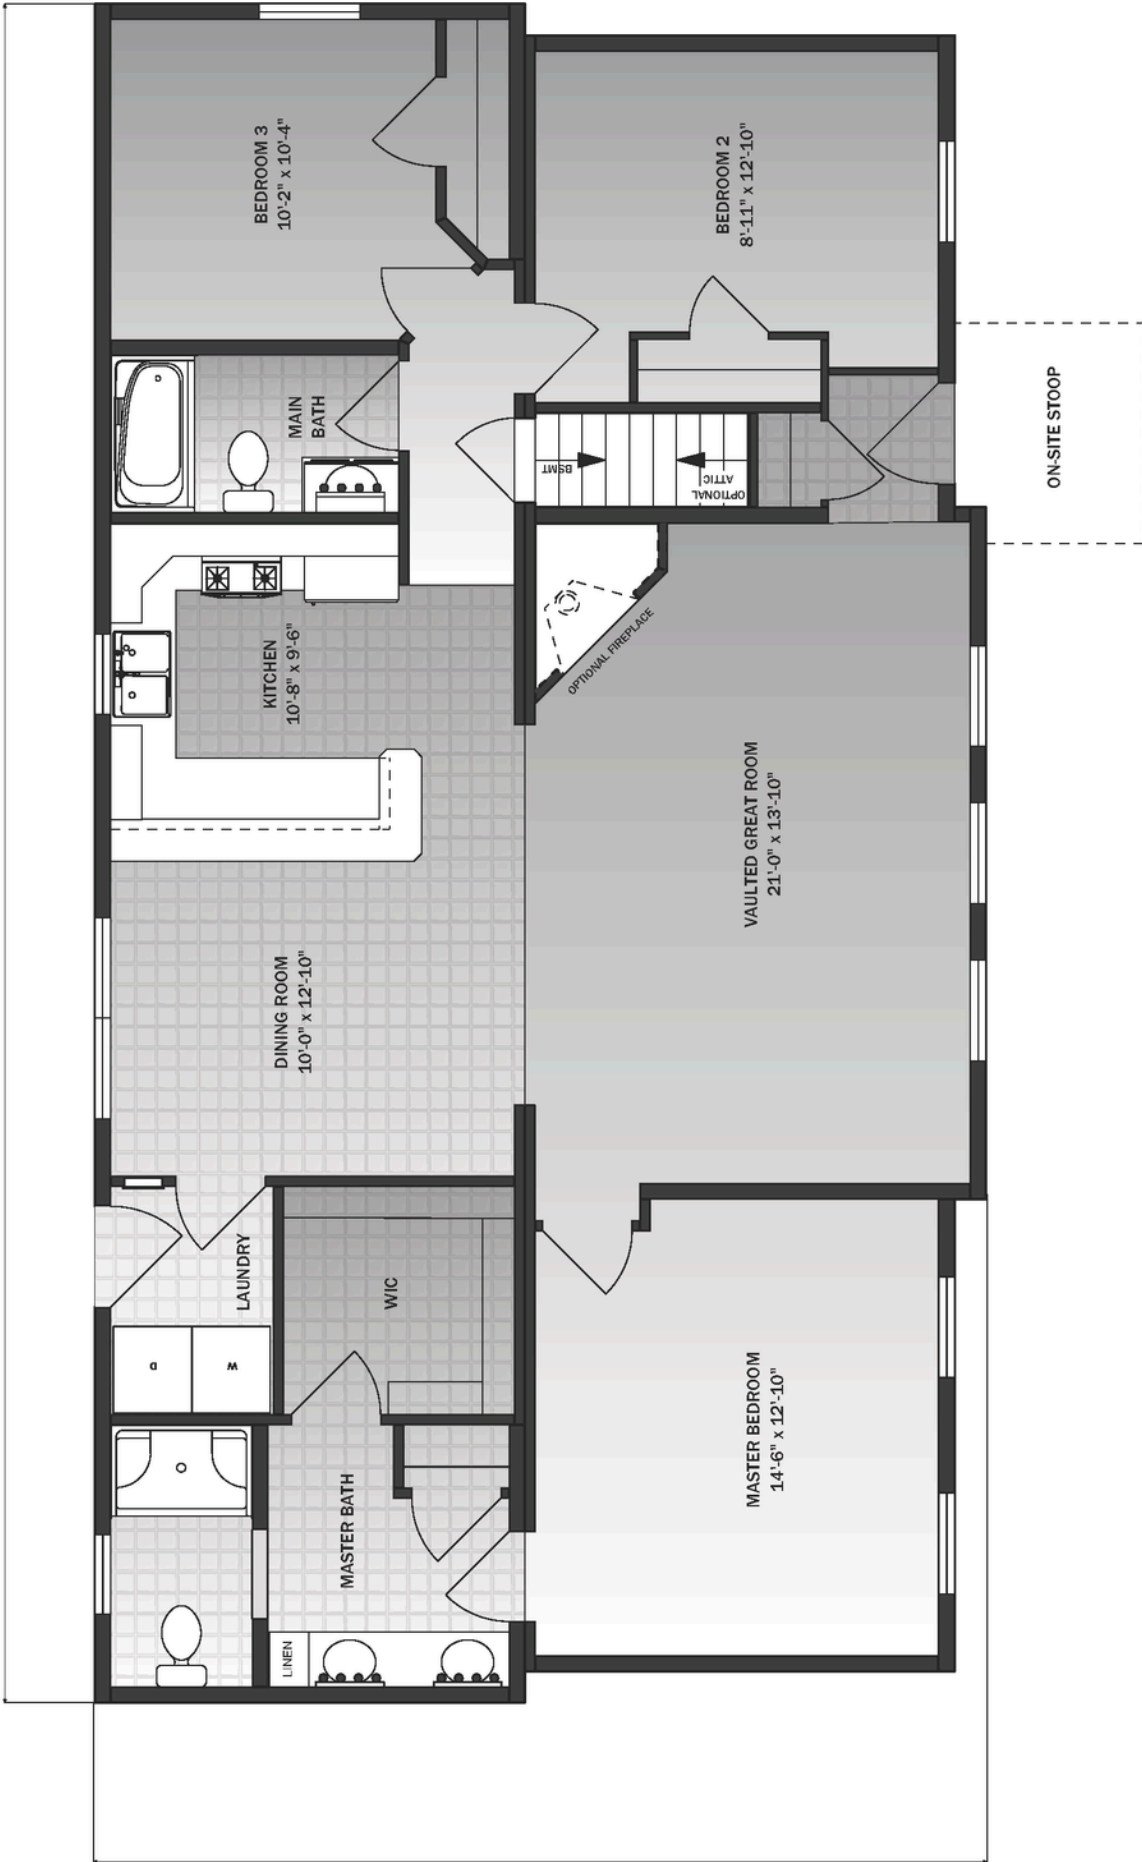 BEDROOM 3
10'-2" x 10'-4"
BEDROOM 2
8'-11" x 12'-10"
MAIN
BATH
BSMT
OPTIONAL
ATTIC
ON-SITE STOOP
KITCHEN
10'-8" x 9'-6"
OPTIONAL FIREPLACE
VAULTED GREAT ROOM
21'-0" x 13'-10"
DINING ROOM
10'-0" x 12'-10"
LAUNDRY
D
W
WIC
MASTER BATH
LINEN
MASTER BEDROOM
14'-6" x 12'-10"